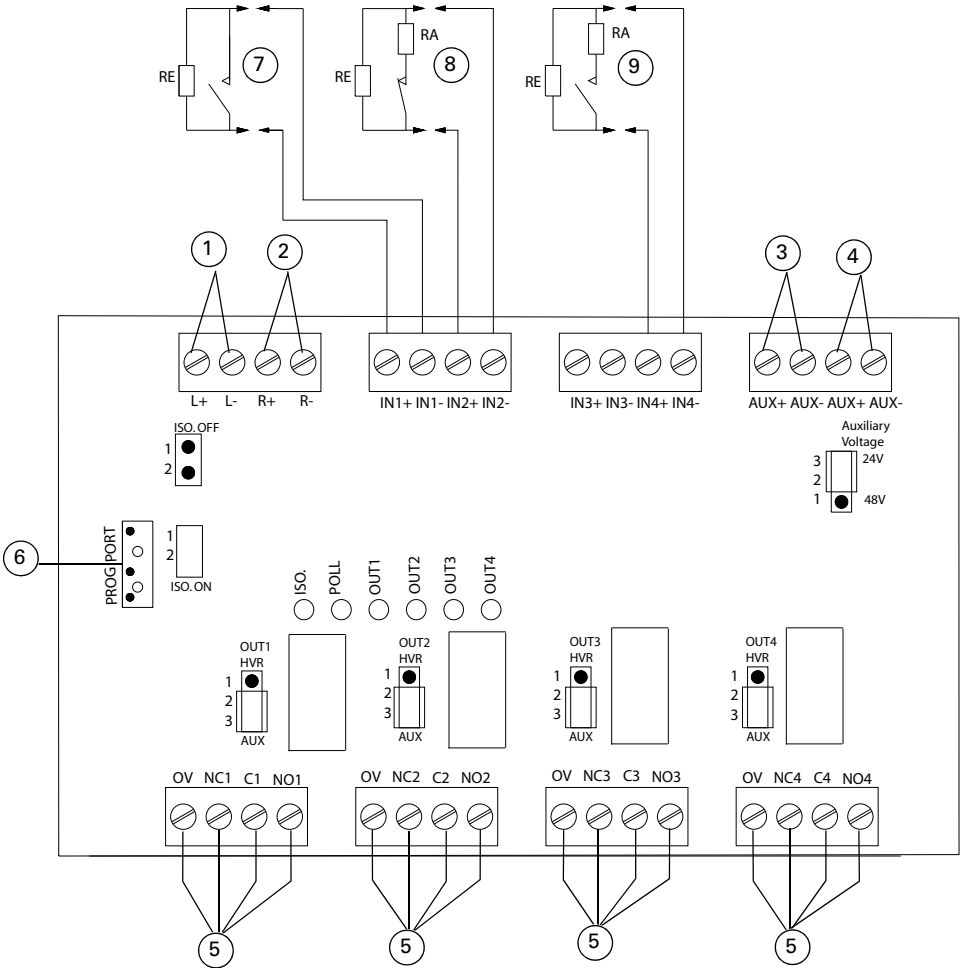 RE
7
RA
RE
8
RA
RE
9
1
2
3
4
L+ L- R+ R-
IN1+ IN1- IN2+ IN2-
IN3+ IN3- IN4+ IN4-
AUX+ AUX- AUX+ AUX-
ISO. OFF
1
2
Auxiliary
Voltage
3
2
1
24V
48V
6
PROG PORT
1
2
ISO. ON
ISO.
POLL
OUT1
OUT2
OUT3
OUT4
OUT1
HVR
1
2
3
AUX
OUT2
HVR
1
2
3
AUX
OUT3
HVR
1
2
3
AUX
OUT4
HVR
1
2
3
AUX
OV NC1 C1 NO1
OV NC2 C2 NO2
OV NC3 C3 NO3
OV NC4 C4 NO4
5
5
5
5